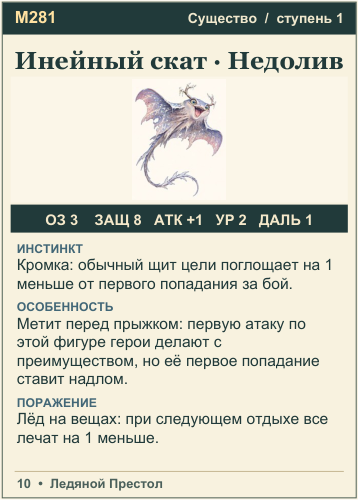 M281
Существо / ступень 1
Инейный скат · Недолив
ОЗ 3 ЗАЩ 8 АТК +1 УР 2 ДАЛЬ 1
ИНСТИНКТ
Кромка: обычный щит цели поглощает на 1
меньше от первого попадания за бой.
ОСОБЕННОСТЬ
Метит перед прыжком: первую атаку по
этой фигуре герои делают с
преимуществом, но её первое попадание
ставит надлом.
ПОРАЖЕНИЕ
Лёд на вещах: при следующем отдыхе все
лечат на 1 меньше.
10 • Ледяной Престол